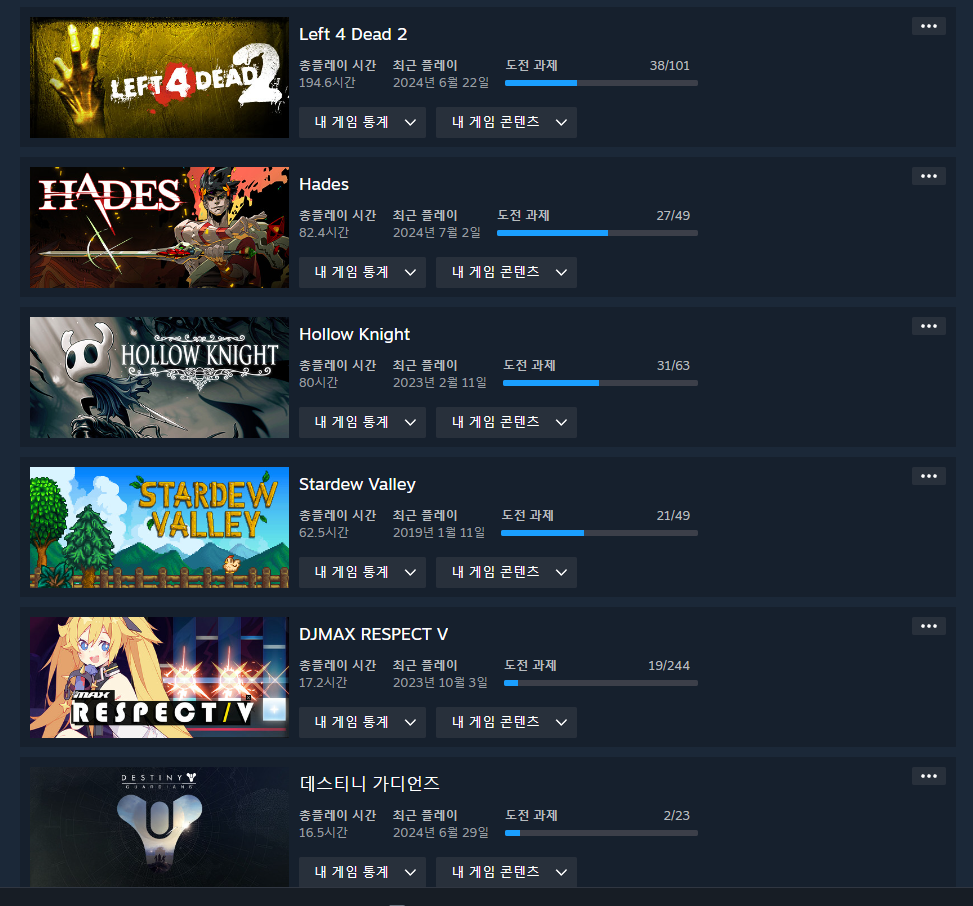 LEFT 4 DEAD 2
Left 4 Dead 2
총플레이 시간 최근 플레이 도전 과제 38/101
194.6시간 2024년 6월 22일
내 게임 통계 내 게임 콘텐츠
HADES
Hades
총플레이 시간 최근 플레이 도전 과제 27/49
82.4시간 2024년 7월 2일
내 게임 통계 내 게임 콘텐츠
HOLLOW KNIGHT
Hollow Knight
총플레이 시간 최근 플레이 도전 과제 31/63
80시간 2023년 2월 11일
내 게임 통계 내 게임 콘텐츠
STARDEW
VALLEY
Stardew Valley
총플레이 시간 최근 플레이 도전 과제 21/49
62.5시간 2019년 1월 11일
내 게임 통계 내 게임 콘텐츠
DJMAX
RESPECT/V
DJMAX RESPECT V
총플레이 시간 최근 플레이 도전 과제 19/244
17.2시간 2023년 10월 3일
내 게임 통계 내 게임 콘텐츠
DESTINY
GUARDIANS
데스티니 가디언즈
총플레이 시간 최근 플레이 도전 과제 2/23
16.5시간 2024년 6월 29일
내 게임 통계 내 게임 콘텐츠